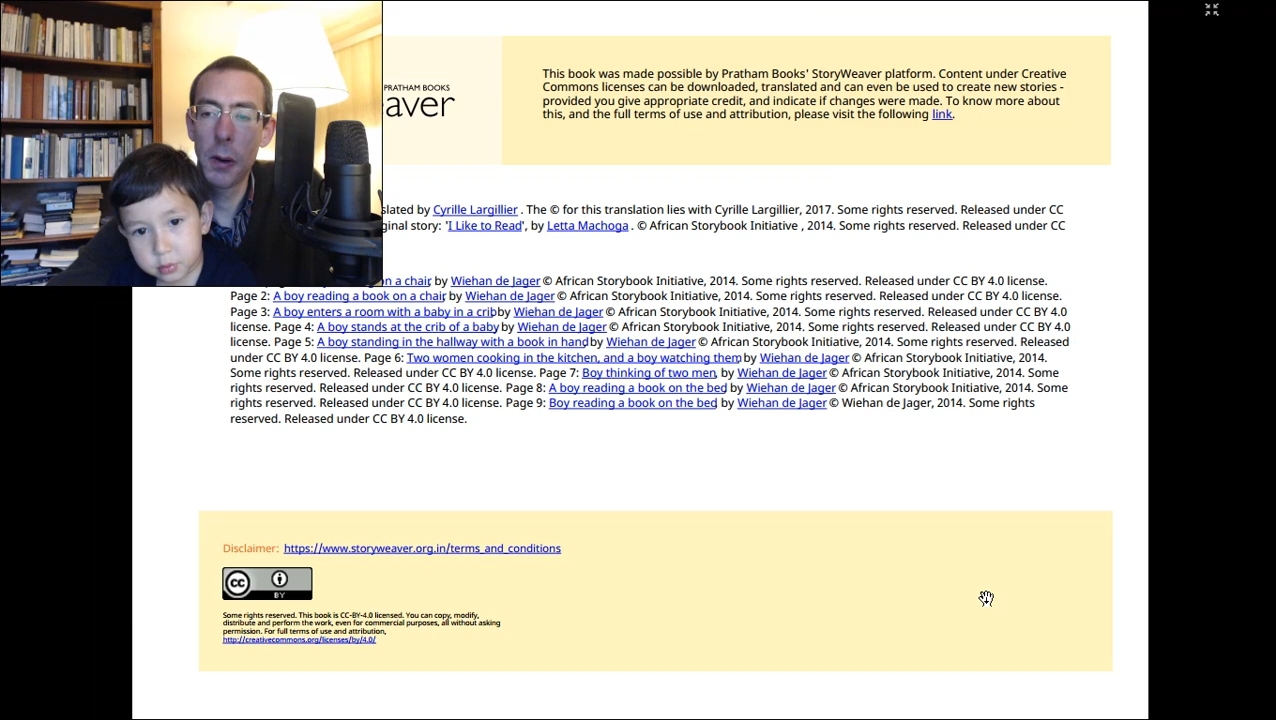 This book was made possible by Pratham Books' StoryWeaver platform. Content under Creative
Commons licenses can be downloaded, translated and can even be used to create new stories -
provided you give appropriate credit, and indicate if changes were made. To know more about
this, and the full terms of use and attribution, please visit the following link.
PRATHAM BOOKS
aver
slated by Cyrille Largillier . The © for this translation lies with Cyrille Largillier, 2017. Some rights reserved. Released under CC
ginal story: 'I Like to Read', by Letta Machoga . © African Storybook Initiative , 2014. Some rights reserved. Released under CC
on a chair, by Wiehan de Jager © African Storybook Initiative, 2014. Some rights reserved. Released under CC BY 4.0 license.
Page 2: A boy reading a book on a chair, by Wiehan de Jager © African Storybook Initiative, 2014. Some rights reserved. Released under CC BY 4.0 license.
Page 3: A boy enters a room with a baby in a crib by Wiehan de Jager © African Storybook Initiative, 2014. Some rights reserved. Released under CC BY 4.0
license. Page 4: A boy stands at the crib of a baby by Wiehan de Jager © African Storybook Initiative, 2014. Some rights reserved. Released under CC BY 4.0
license. Page 5: A boy standing in the hallway with a book in hand by Wiehan de Jager © African Storybook Initiative, 2014. Some rights reserved. Released
under CC BY 4.0 license. Page 6: Two women cooking in the kitchen, and a boy watching them, by Wiehan de Jager © African Storybook Initiative, 2014.
Some rights reserved. Released under CC BY 4.0 license. Page 7: Boy thinking of two men, by Wiehan de Jager © African Storybook Initiative, 2014. Some
rights reserved. Released under CC BY 4.0 license. Page 8: A boy reading a book on the bed, by Wiehan de Jager © African Storybook Initiative, 2014. Some
rights reserved. Released under CC BY 4.0 license. Page 9: Boy reading a book on the bed, by Wiehan de Jager © Wiehan de Jager, 2014. Some rights
reserved. Released under CC BY 4.0 license.
Disclaimer: https://www.storyweaver.org.in/terms_and_conditions
cc BY
Some rights reserved. This book is CC-BY-4.0 licensed. You can copy, modify,
distribute and perform the work, even for commercial purposes, all without asking
permission. For full terms of use and attribution,
http://creativecommons.org/licenses/by/4.0/